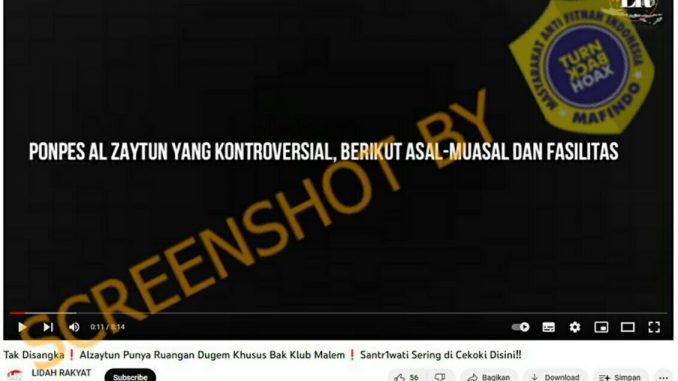 MASYARAKAT ANTI FITNAH INDONESIA
TURN
BACK
HOAX
MAFINDO
PONPES AL ZAYTUN YANG KONTROVERSIAL, BERIKUT ASAL-MUASAL DAN FASILITAS
SCREENSHOT BY
0:11 / 8:14
Tak Disangka❗Alzaytun Punya Ruangan Dugem Khusus Bak Klub Malem❗Santr1wati Sering di Cekoki Disini‼
LIDAH RAKYAT
Subscribe
56
Bagikan
Download
Simpan